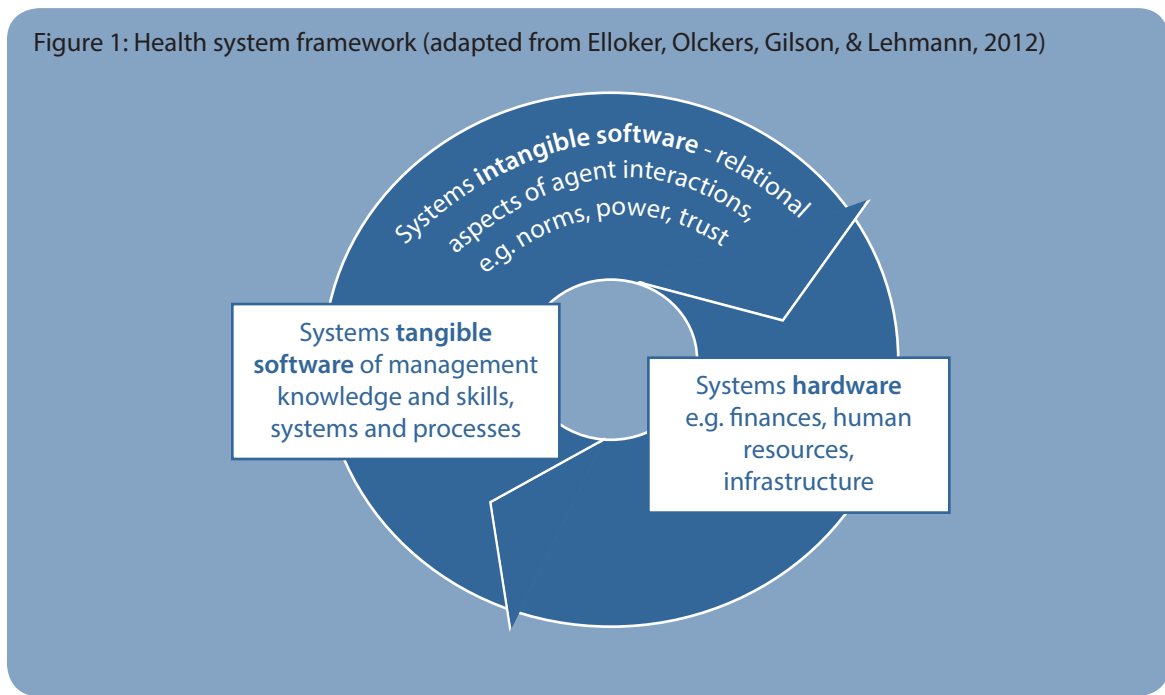 Figure 1: Health system framework (adapted from Elloker, Olckers, Gilson, & Lehmann, 2012)
Systems intangible software - relational
aspects of agent interactions,
e.g. norms, power, trust
Systems tangible
software of management
knowledge and skills,
systems and processes
Systems hardware
e.g. finances, human
resources,
infrastructure